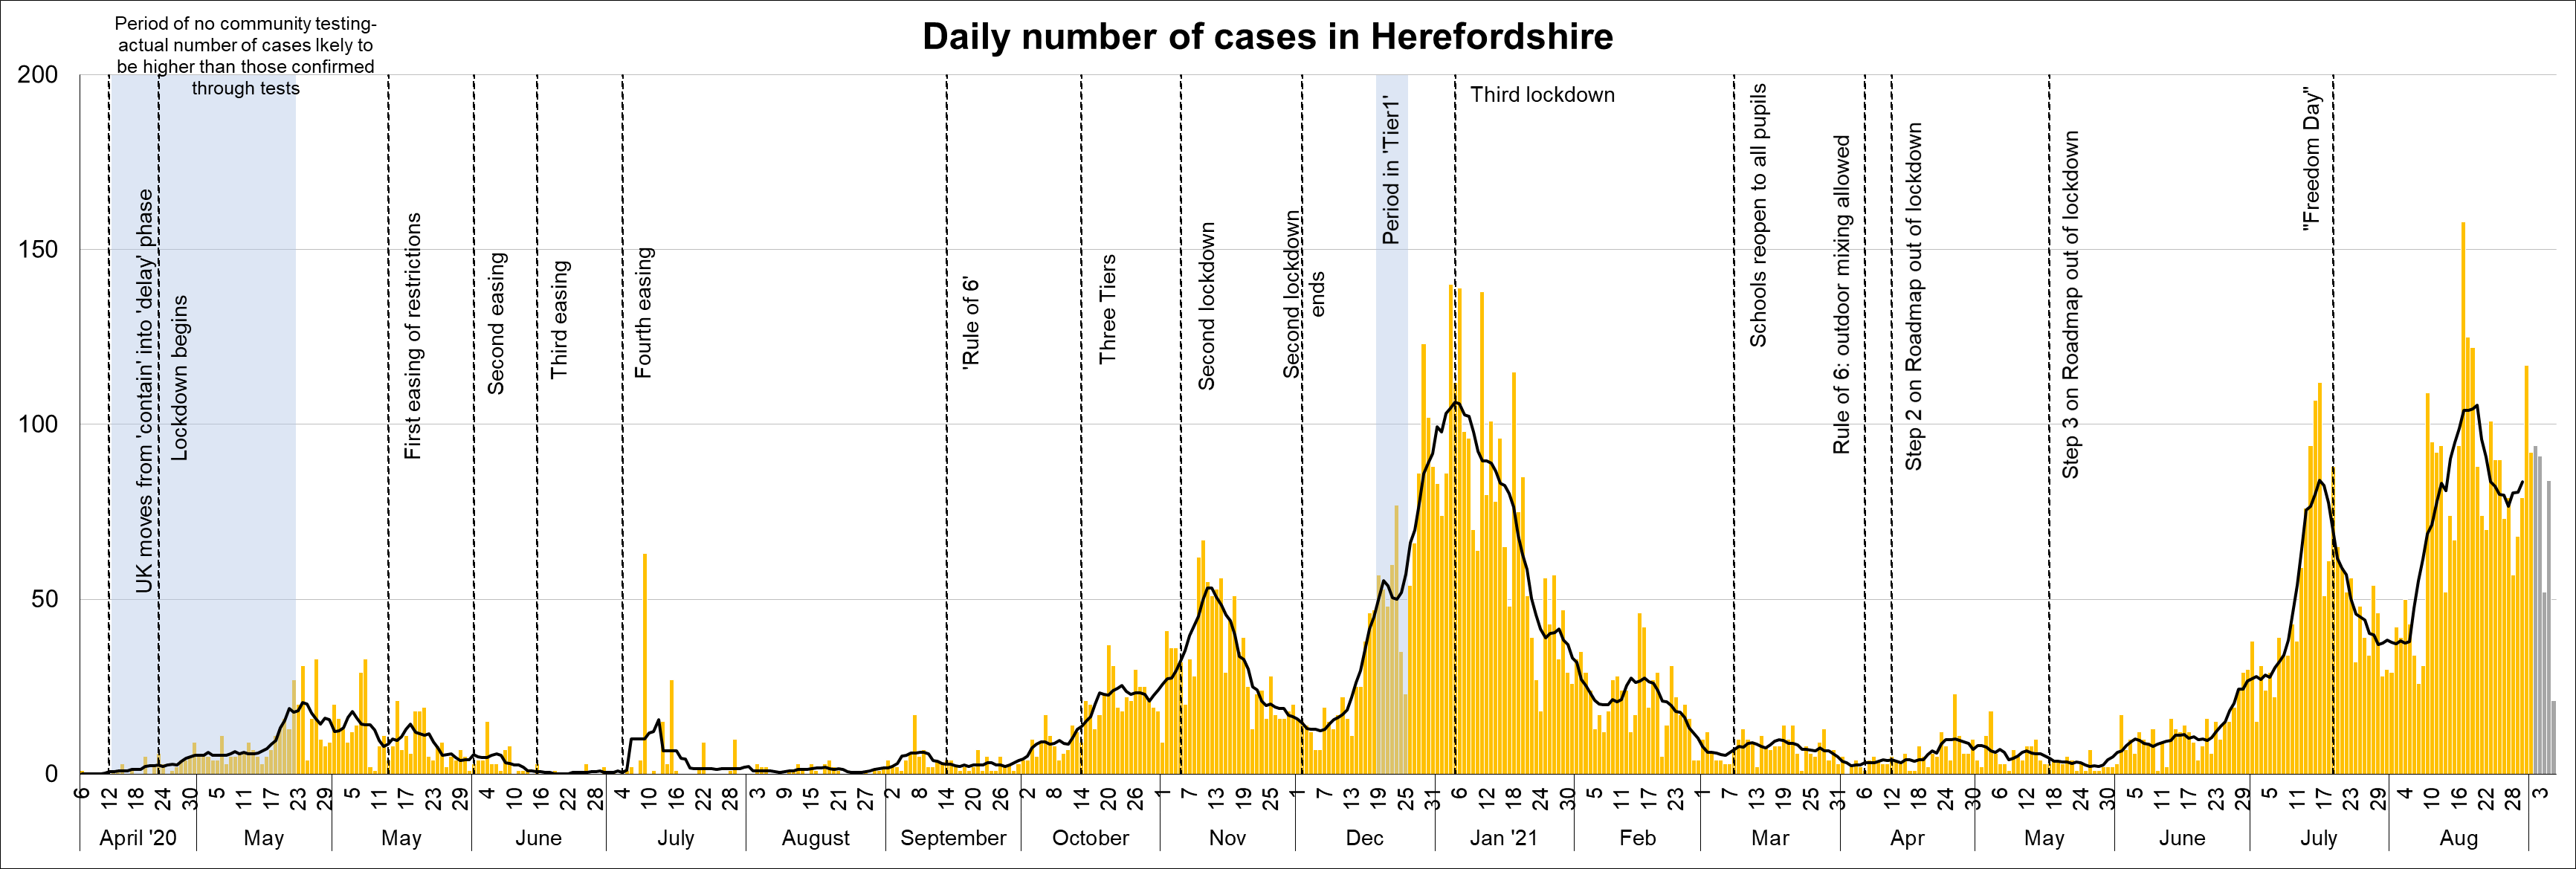 Period of no community testing-
actual number of cases lkely to
be higher than those confirmed
through tests
Daily number of cases in Herefordshire
UK moves from 'contain' into 'delay' phase
Lockdown begins
First easing of restrictions
Second easing
Third easing
Fourth easing
'Rule of 6'
Three Tiers
Second lockdown
Second lockdown
ends
Period in 'Tier1'
Third lockdown
Schools reopen to all pupils
Rule of 6: outdoor mixing allowed
Step 2 on Roadmap out of lockdown
Step 3 on Roadmap out of lockdown
"Freedom Day"
200
150
100
50
0
6 12 18 24 30 5 11 17 23 29 5 11 17 23 29 4 10 16 22 28 4 10 16 22 28 3 9 15 21 27 2 8 14 20 26 2 8 14 20 26 1 7 13 19 25 1 7 13 19 25 31 6 12 18 24 30 5 11 17 23 1 7 13 19 25 31 6 12 18 24 30 6 12 18 24 30 5 11 17 23 29 5 11 17 23 29 4 10 16 22 28 3
April '20 May May June July August September October Nov Dec Jan '21 Feb Mar Apr May June July Aug